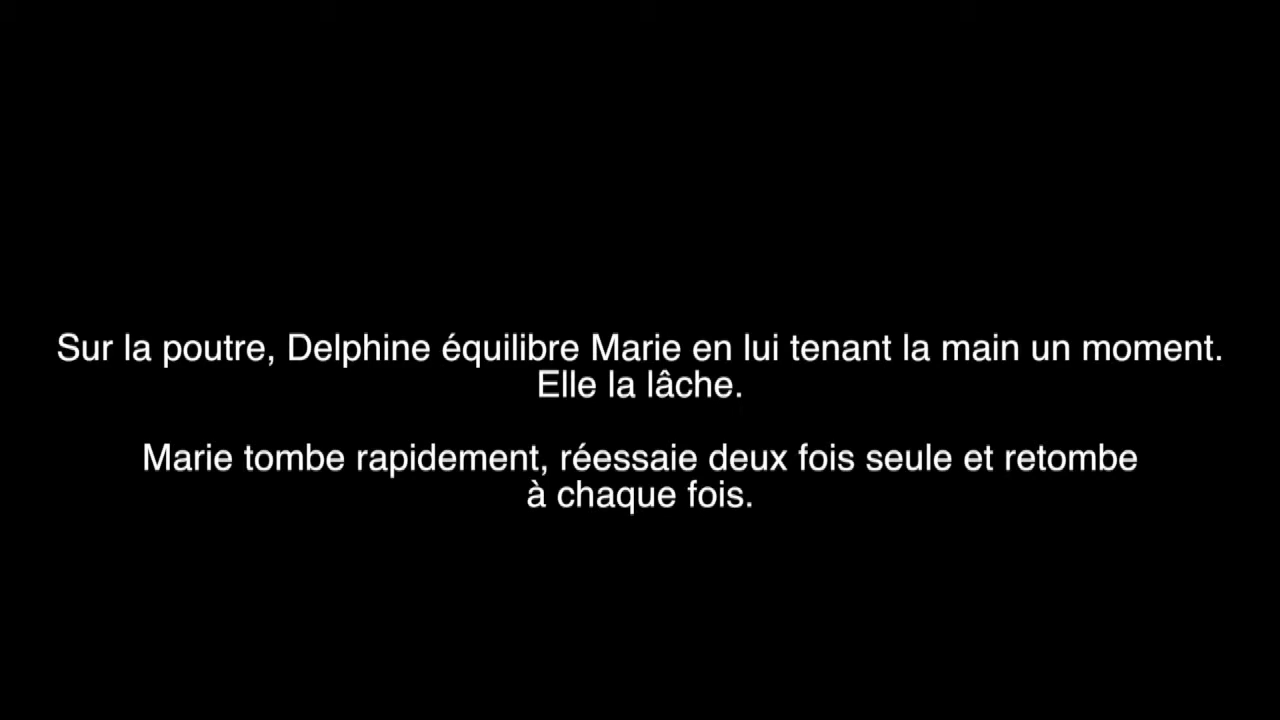 Sur la poutre, Delphine équilibre Marie en lui tenant la main un moment.
Elle la lâche.
Marie tombe rapidement, réessaie deux fois seule et retombe
à chaque fois.